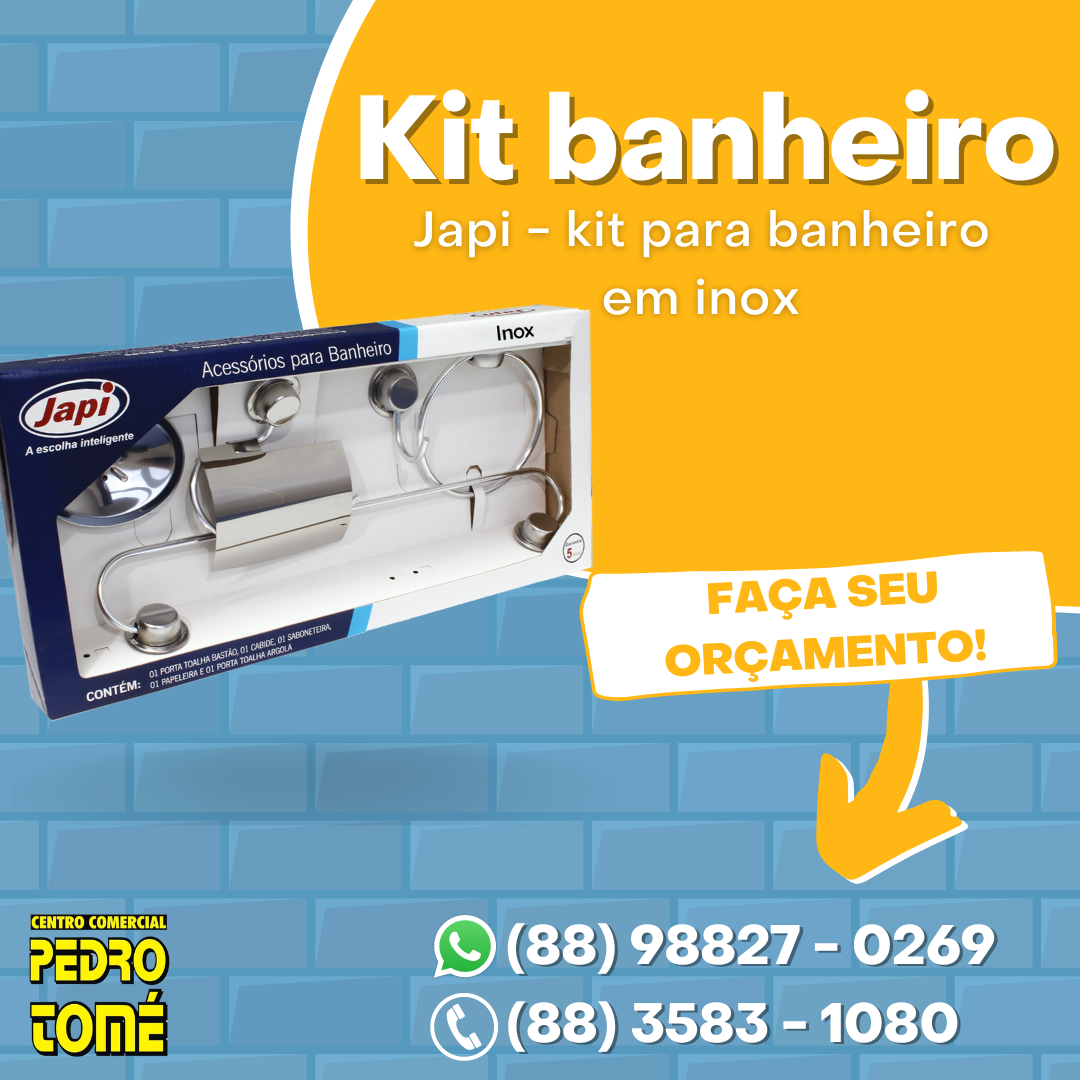 Kit banheiro
Japi - kit para banheiro
em inox
Inox
Acessórios para Banheiro
Japi
A escolha inteligente
Garantia
5
CONTÉM: 01 PORTA TOALHA BASTÃO, 01 CABIDE, 01 SABONETEIRA,
01 PAPELEIRA E 01 PORTA TOALHA ARGOLA
FAÇA SEU
ORÇAMENTO!
CENTRO COMERCIAL
PEDRO
TOMÉ
(88) 98827 - 0269
(88) 3583 - 1080